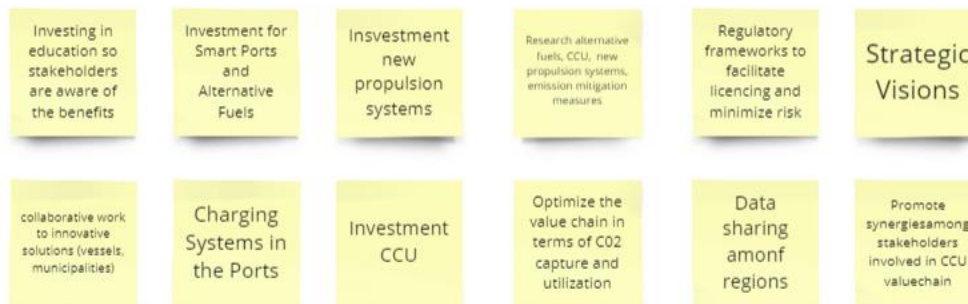 Investing in
education so
stakeholders
are aware of
the benefits
Investment for
Smart Ports
and
Alternative
Fuels
Insvestment
new
propulsion
systems
Research alternative
fuels, CCU, new
propulsion systems,
emission mitigation
measures
Regulatory
frameworks to
facilitate
licencing and
minimize risk
Strategic
Visions
collaborative work
to innovative
solutions (vessels,
municipalities)
Charging
Systems in
the Ports
Investment
CCU
Optimize the
value chain in
terms of C02
capture and
utilization
Data
sharing
amonf
regions
Promote
synergiesamong
stakeholders
involved in CCU
valuechain